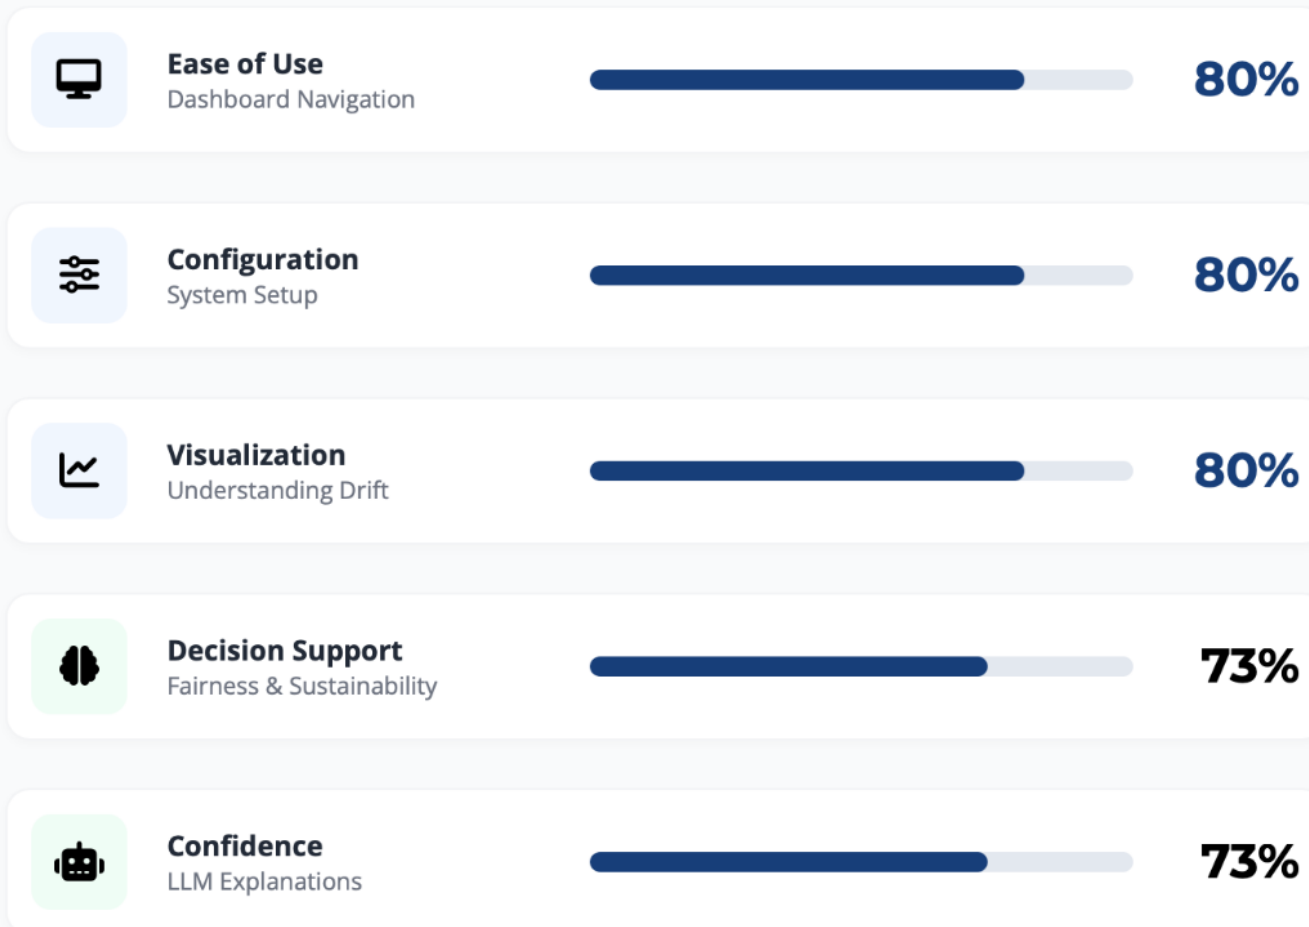 Ease of Use
Dashboard Navigation
80%
Configuration
System Setup
80%
Visualization
Understanding Drift
80%
Decision Support
Fairness & Sustainability
73%
Confidence
LLM Explanations
73%